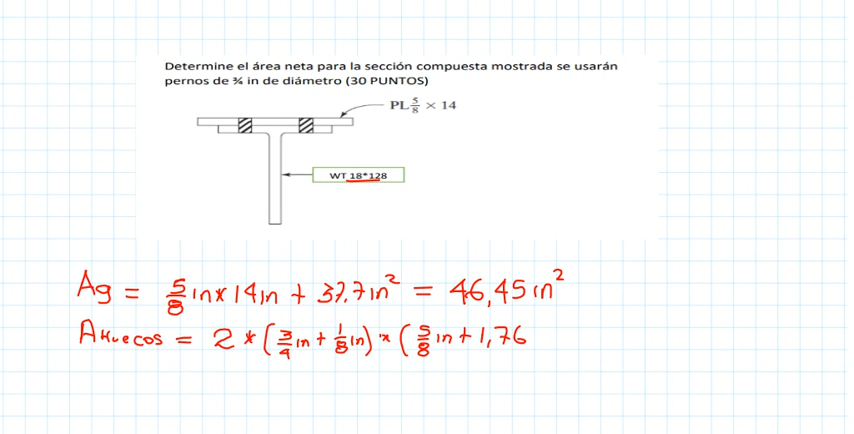 Determine el área neta para la sección compuesta mostrada se usarán
pernos de ¾ in de diámetro (30 PUNTOS)
PL 5/8 × 14
WT 18*128
Ag = 5/8 in * 14 in + 37.7 in² = 46,45 in²
AHuecos = 2 * (3/4 in + 1/8 in) * (5/8 in + 1,76